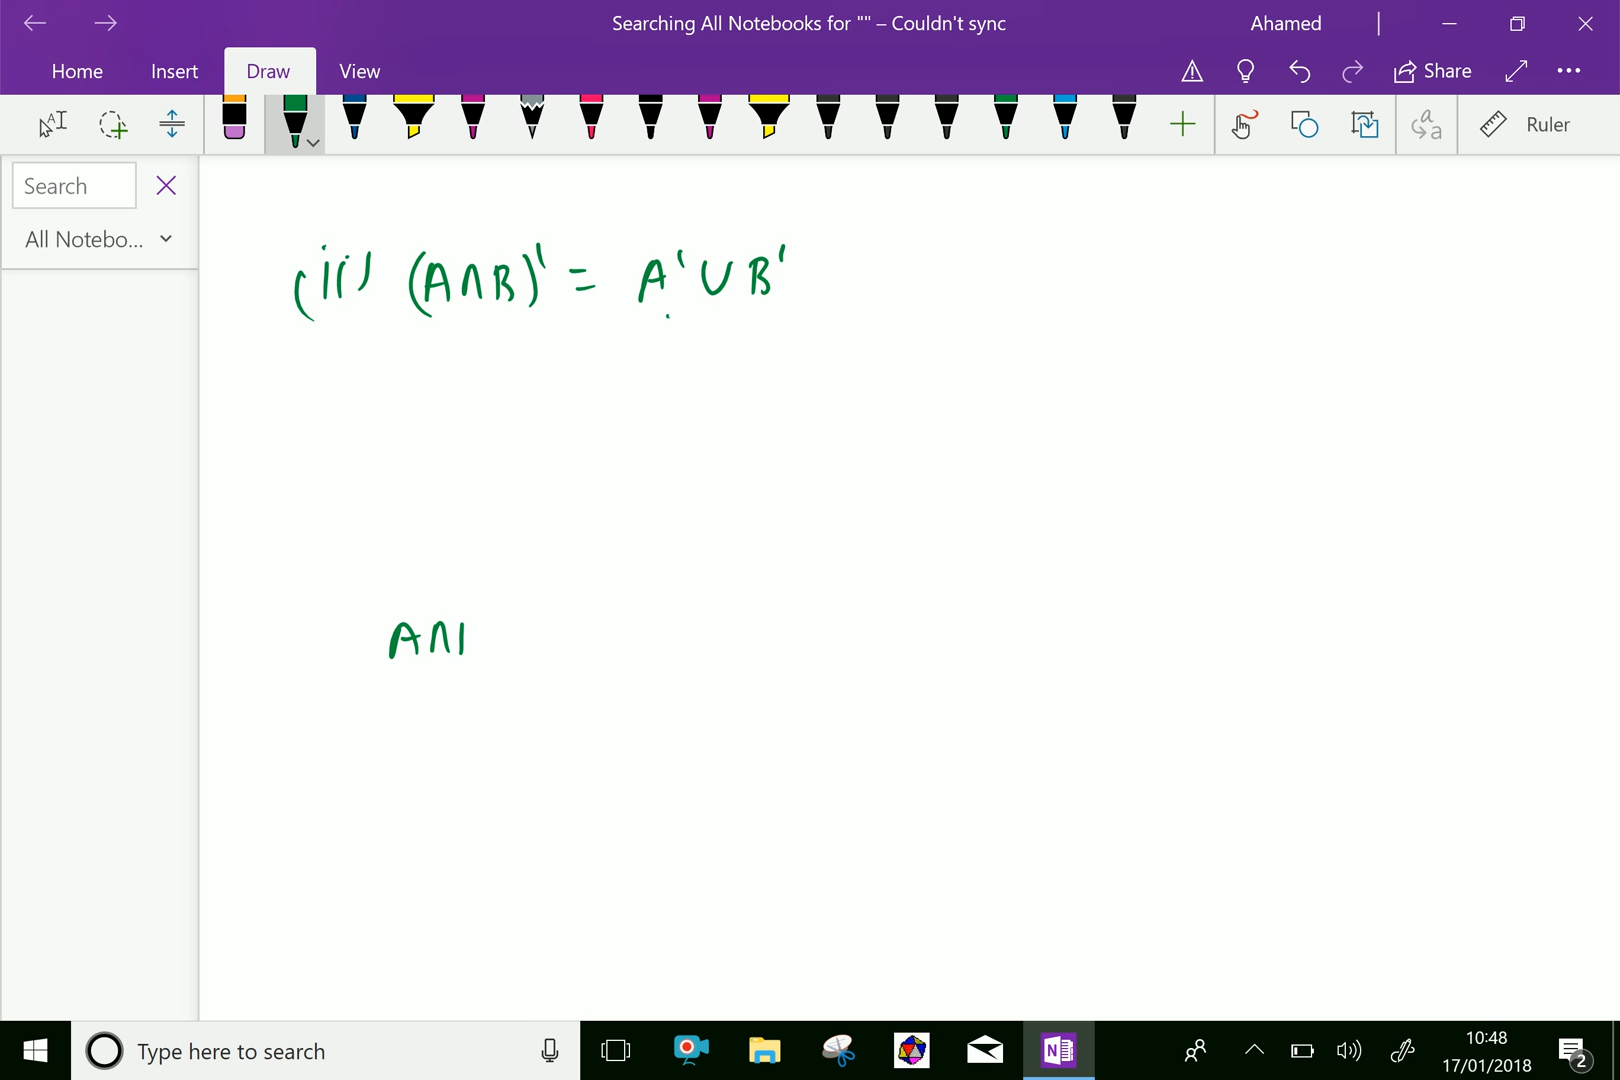 Searching All Notebooks for "" – Couldn't sync
Ahamed
Home Insert Draw View
Share
Ruler
Search
All Notebo...
(ii) (A∩B)' = A'∪B'
A∩
Type here to search
10:48
17/01/2018
2